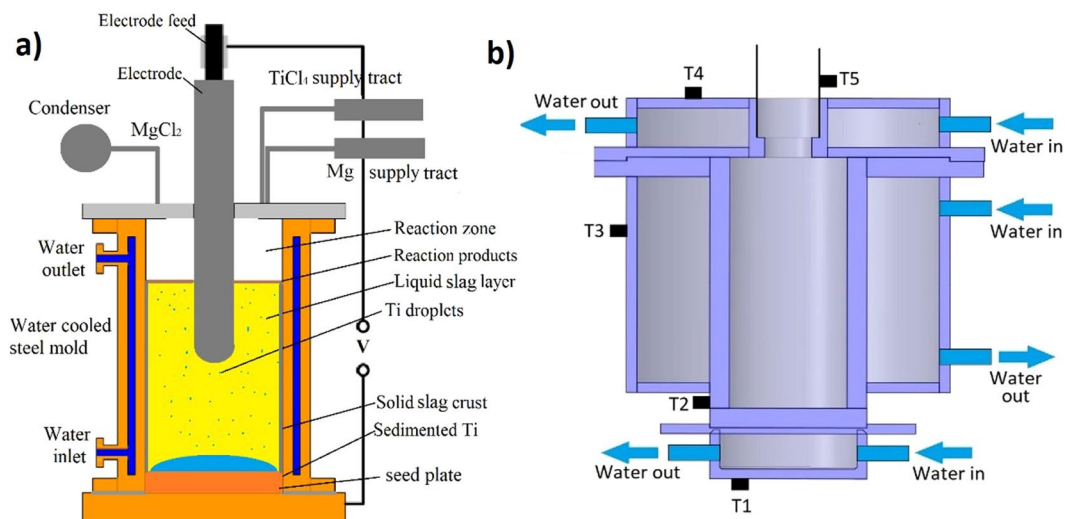 a)
Electrode feed
Electrode
TiCl₄ supply tract
Condenser
MgCl₂
Mg supply tract
Reaction zone
Reaction products
Liquid slag layer
Ti droplets
Water
outlet
Water cooled
steel mold
V
Solid slag crust
Sedimented Ti
seed plate
Water
inlet
b)
T4
T5
Water out
Water in
T3
Water in
Water
out
T2
Water out
Water in
T1